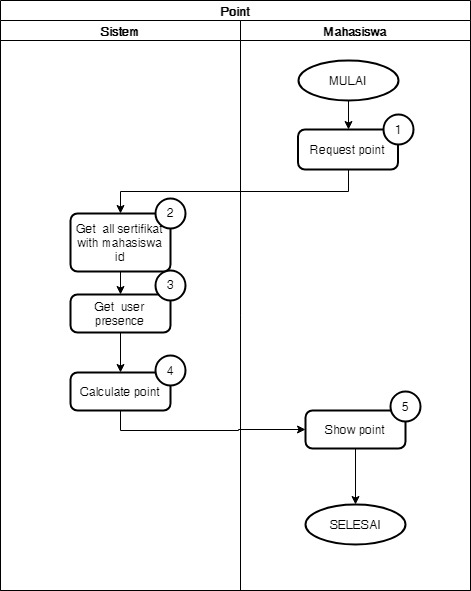 Point
Sistem
Mahasiswa
MULAI
1
Request point
2
Get all sertifikat
with mahasiswa
id
3
Get user
presence
4
Calculate point
5
Show point
SELESAI